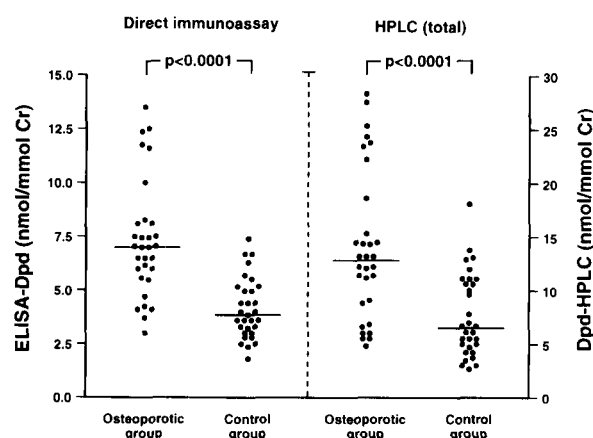 Direct immunoassay
HPLC (total)
p<0.0001
p<0.0001
ELISA-Dpd (nmol/mmol Cr)
15.0
12.5
10.0
7.5
5.0
2.5
0.0
30
25
20
15
10
5
0
Dpd-HPLC (nmol/mmol Cr)
Osteoporotic
group
Control
group
Osteoporotic
group
Control
group